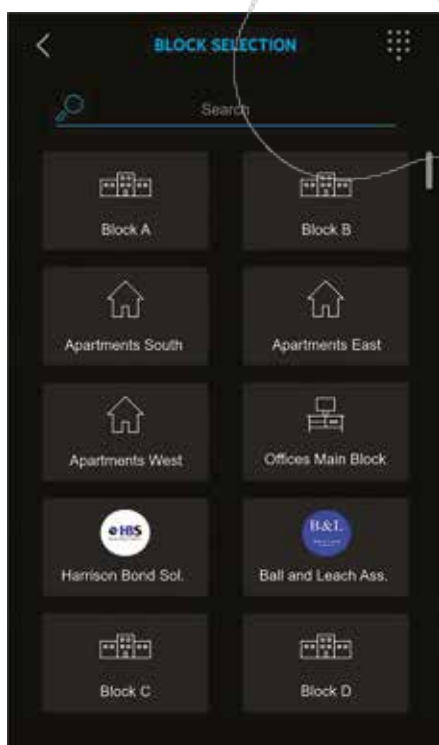 BLOCK SELECTION
Search
Block A
Block B
Apartments South
Apartments East
Apartments West
Offices Main Block
HBS
B&L
Harrison Bond Sol.
Ball and Leach Ass.
Block C
Block D